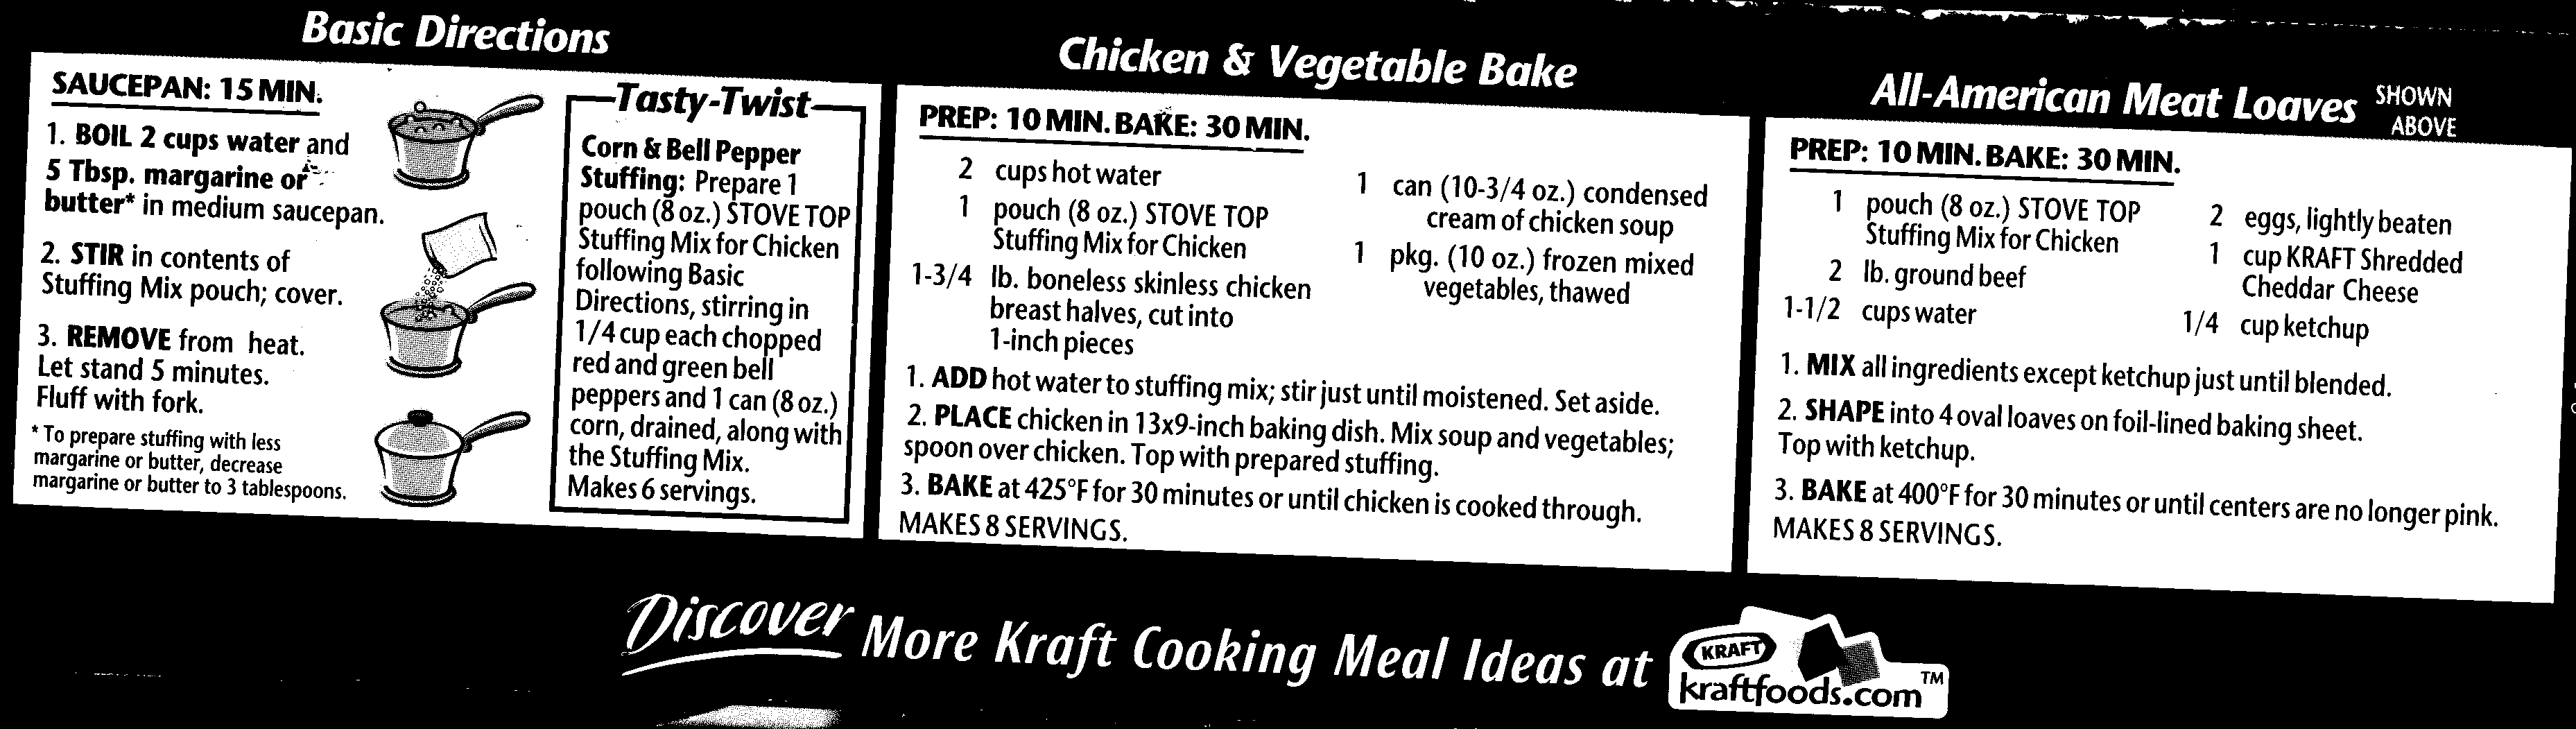 Basic Directions
SAUCEPAN: 15 MIN.
1. BOIL 2 cups water and
5 Tbsp. margarine or
butter* in medium saucepan.
2. STIR in contents of
Stuffing Mix pouch; cover.
3. REMOVE from heat.
Let stand 5 minutes.
Fluff with fork.
* To prepare stuffing with less
margarine or butter, decrease
margarine or butter to 3 tablespoons.
Tasty-Twist
Corn & Bell Pepper
Stuffing: Prepare 1
pouch (8 oz.) STOVE TOP
Stuffing Mix for Chicken
following Basic
Directions, stirring in
1/4 cup each chopped
red and green bell
peppers and 1 can (8 oz.)
corn, drained, along with
the Stuffing Mix.
Makes 6 servings.
Chicken & Vegetable Bake
PREP: 10 MIN. BAKE: 30 MIN.
2 cups hot water
1 pouch (8 oz.) STOVE TOP
Stuffing Mix for Chicken
1-3/4 lb. boneless skinless chicken
breast halves, cut into
1-inch pieces
1 can (10-3/4 oz.) condensed
cream of chicken soup
1 pkg. (10 oz.) frozen mixed
vegetables, thawed
1. ADD hot water to stuffing mix; stir just until moistened. Set aside.
2. PLACE chicken in 13x9-inch baking dish. Mix soup and vegetables;
spoon over chicken. Top with prepared stuffing.
3. BAKE at 425°F for 30 minutes or until chicken is cooked through.
MAKES 8 SERVINGS.
All-American Meat Loaves SHOWN
ABOVE
PREP: 10 MIN. BAKE: 30 MIN.
1 pouch (8 oz.) STOVE TOP
Stuffing Mix for Chicken
2 lb. ground beef
1-1/2 cups water
2 eggs, lightly beaten
1 cup KRAFT Shredded
Cheddar Cheese
1/4 cup ketchup
1. MIX all ingredients except ketchup just until blended.
2. SHAPE into 4 oval loaves on foil-lined baking sheet.
Top with ketchup.
3. BAKE at 400°F for 30 minutes or until centers are no longer pink.
MAKES 8 SERVINGS.
Discover More Kraft Cooking Meal Ideas at
KRAFT
kraftfoods.com™